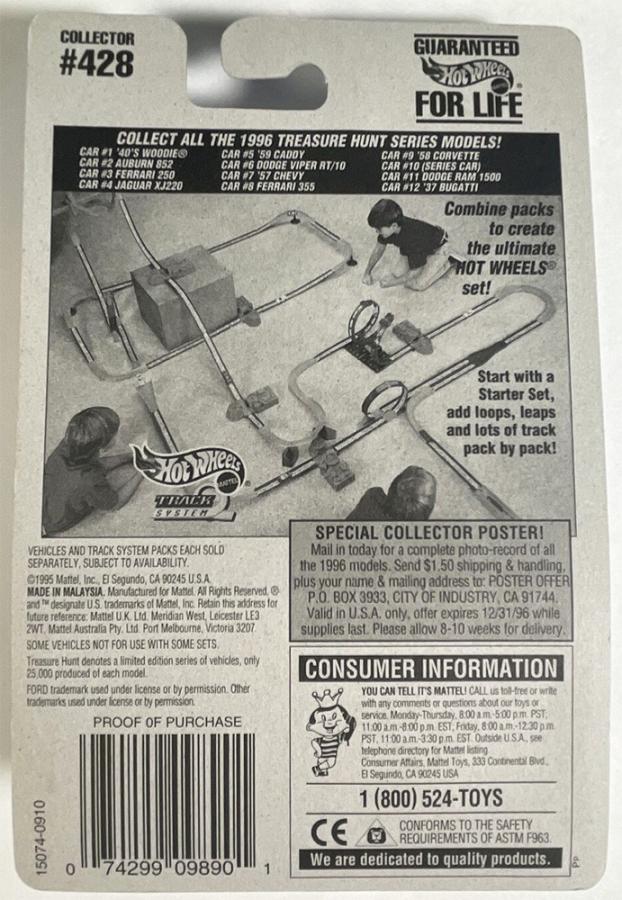 COLLECTOR
#428
GUARANTEED
Hot Wheels®
FOR LIFE
COLLECT ALL THE 1996 TREASURE HUNT SERIES MODELS!
CAR #1 '40'S WOODIE®
CAR #2 AUBURN 852
CAR #3 FERRARI 250
CAR #4 JAGUAR XJ220
CAR #5 '59 CADDY
CAR #6 DODGE VIPER RT/10
CAR #7 '57 CHEVY
CAR #8 FERRARI 355
CAR #9 '58 CORVETTE
CAR #10 (SERIES CAR)
CAR #11 DODGE RAM 1500
CAR #12 '37 BUGATTI
Combine packs
to create
the ultimate
HOT WHEELS®
set!
Start with a
Starter Set,
add loops, leaps
and lots of track
pack by pack!
Hot Wheels®
MATTEL
TRACK
SYSTEM
VEHICLES AND TRACK SYSTEM PACKS EACH SOLD
SEPARATELY, SUBJECT TO AVAILABILITY.
©1995 Mattel, Inc., El Segundo, CA 90245 U.S.A.
MADE IN MALAYSIA. Manufactured for Mattel. All Rights Reserved. ®
and ™ designate U.S. trademarks of Mattel, Inc. Retain this address for
future reference: Mattel U.K. Ltd. Meridian West, Leicester LE3
2WT. Mattel Australia Pty. Ltd. Port Melbourne, Victoria 3207.
SOME VEHICLES NOT FOR USE WITH SOME SETS.
Treasure Hunt denotes a limited edition series of vehicles, only
25,000 produced of each model.
FORD trademark used under license or by permission. Other
trademarks used under license or by permission.
PROOF OF PURCHASE
15074-0910
0 74299 09890 1
SPECIAL COLLECTOR POSTER!
Mail in today for a complete photo-record of all
the 1996 models. Send $1.50 shipping & handling,
plus your name & mailing address to: POSTER OFFER
P.O. BOX 3933, CITY OF INDUSTRY, CA 91744.
Valid in U.S.A. only, offer expires 12/31/96 while
supplies last. Please allow 8-10 weeks for delivery.
CONSUMER INFORMATION
YOU CAN TELL IT'S MATTEL! CALL us toll-free or write
with any comments or questions about our toys or
service, Monday-Thursday, 8:00 a.m.-5:00 p.m. PST,
11:00 a.m.-8:00 p.m. EST, Friday, 8:00 a.m.-12:30 p.m.
PST, 11:00 a.m.-3:30 p.m. EST. Outside U.S.A., see
telephone directory for Mattel listing
Consumer Affairs, Mattel Toys, 333 Continental Blvd.,
El Segundo, CA 90245 USA
1 (800) 524-TOYS
CE
CONFORMS TO THE SAFETY
REQUIREMENTS OF ASTM F963.
We are dedicated to quality products.
PP